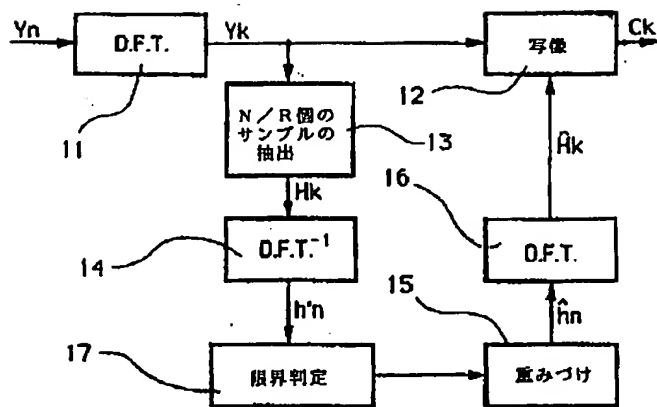 Yn
D.F.T.
11
Yk
写像
12
Ck
N/R個の
サンプルの
抽出
13
Hk
Ĥk
D.F.T.⁻¹
14
16
D.F.T.
h'n
15
ĥn
17
限界判定
重みづけ